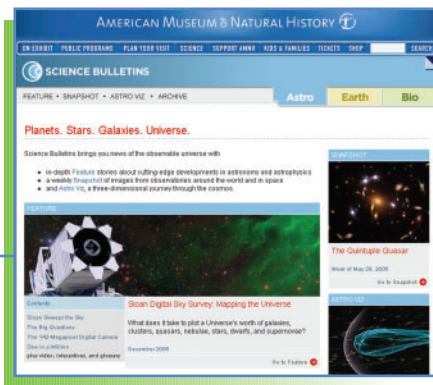 AMERICAN MUSEUM & NATURAL HISTORY
ON EXHIBIT PUBLIC PROGRAMS PLAN YOUR VISIT SCIENCE SUPPORT AMNH KIDS & FAMILIES TICKETS SHOP SEARCH
SCIENCE BULLETINS
FEATURE • SNAPSHOT • ASTRO VIZ • ARCHIVE
Astro Earth Bio
Planets. Stars. Galaxies. Universe.
Science Bulletins brings you news of the observable universe with
• in-depth Feature stories about cutting-edge developments in astronomy and astrophysics
• a weekly Snapshot of images from observatories around the world and in space
• and Astro Viz, a three-dimensional journey through the cosmos.
SNAPSHOT
The Quintuple Quasar
Week of May 29, 2006
Go to Snapshot
FEATURE
Contents
Sloan Sweeps the Sky
The Big Questions
The 140 Megapixel Digital Camera
One in a Million
plus video, interactives, and glossary
Sloan Digital Sky Survey: Mapping the Universe
What does it take to plot a Universe's worth of galaxies,
clusters, quasars, nebulae, stars, dwarfs, and supernovae?
December 2005
Go to Feature
ASTRO VIZ